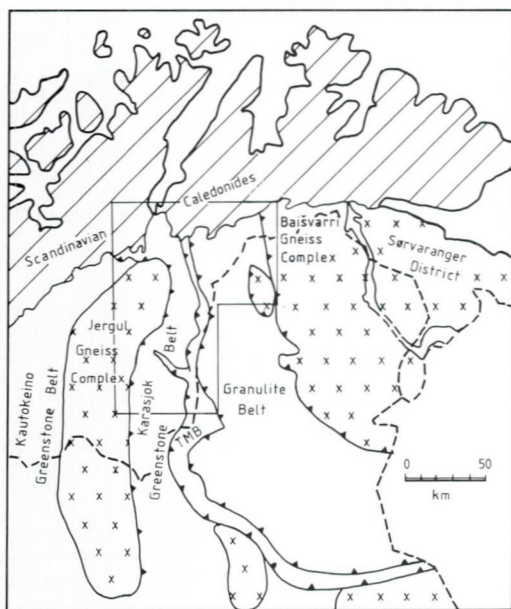 Scandinavian
Caledonides
Baišvarri
Gneiss
Complex
Sørvaranger
District
Jergul
Gneiss
Complex
Kautokeino
Greenstone Belt
Karasjok
Greenstone
Belt
TMB
Granulite
Belt
0 50
km